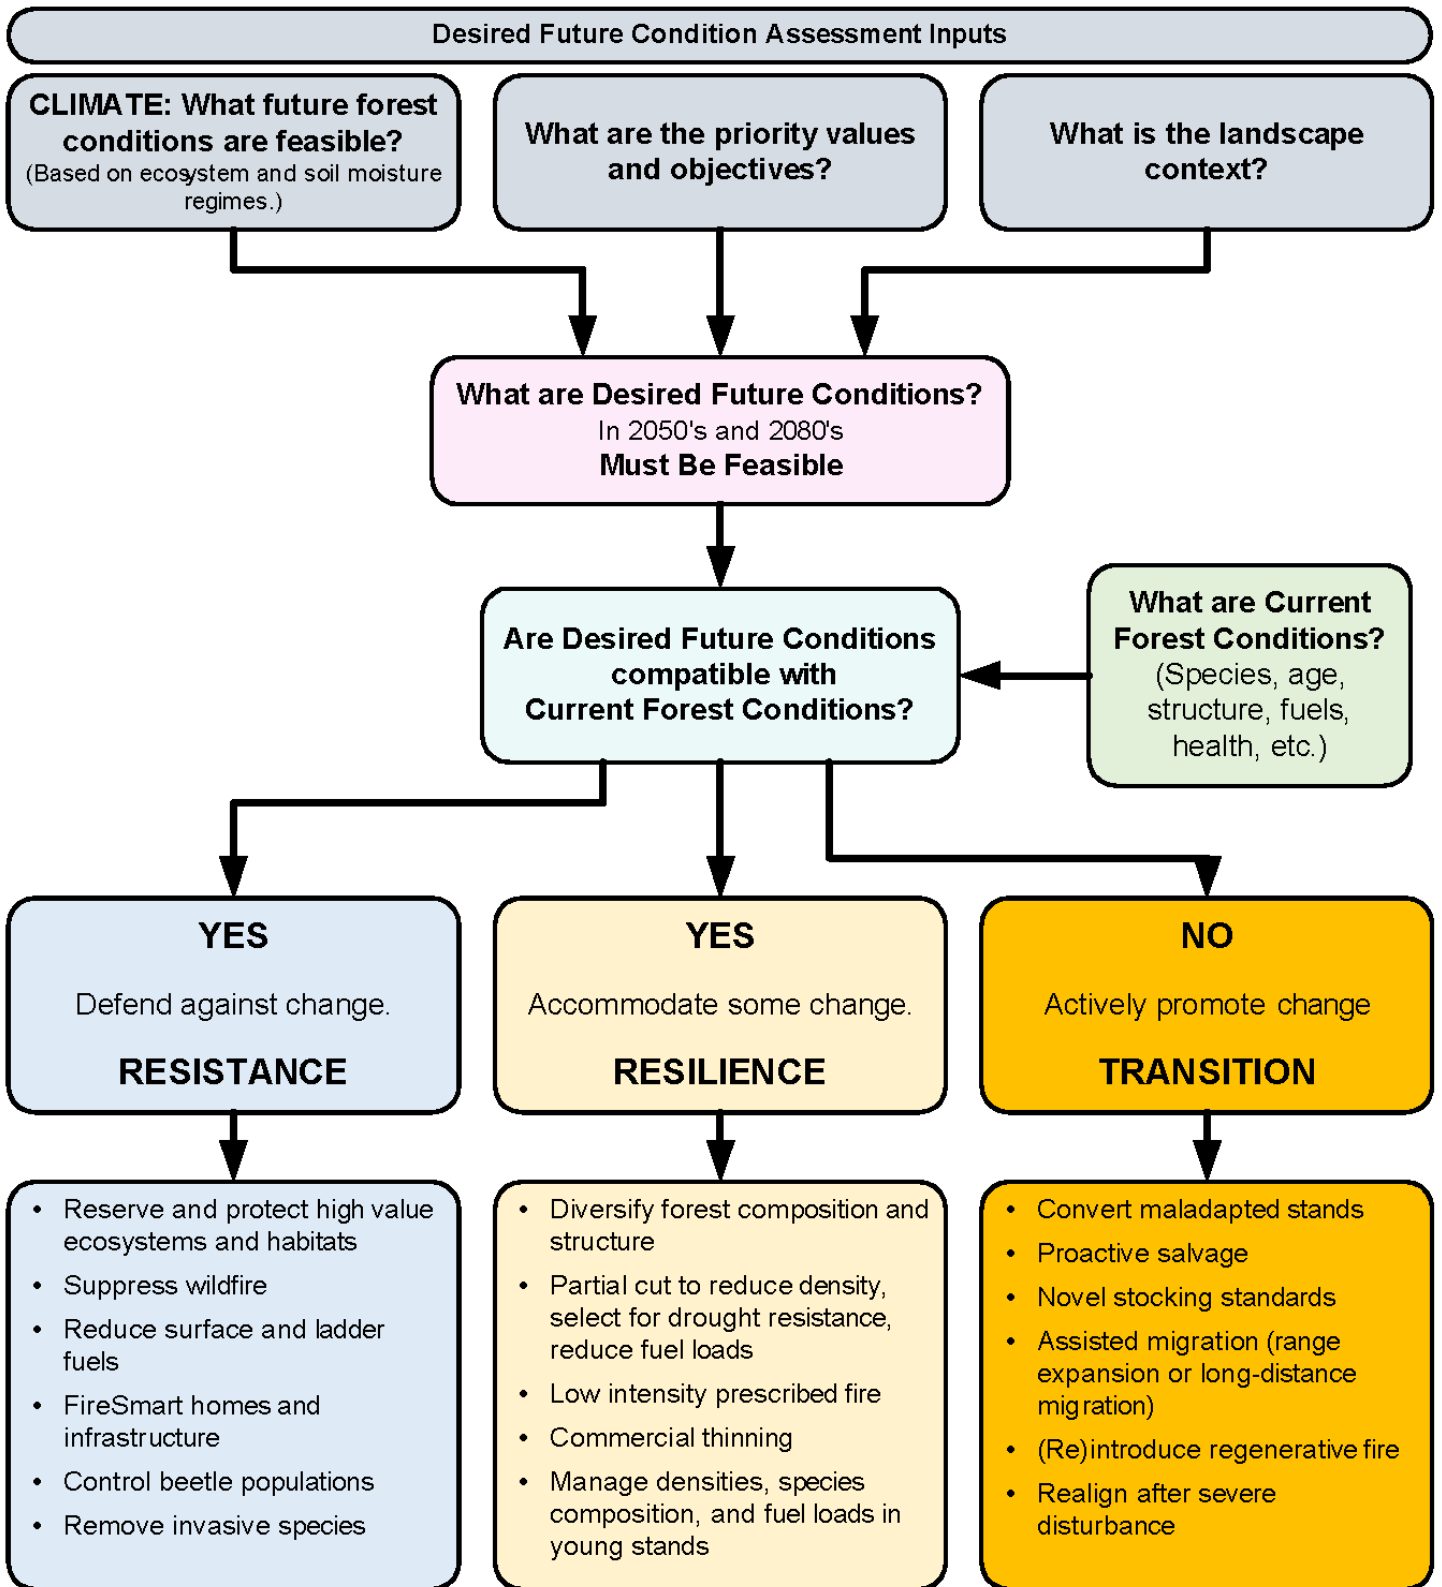 Desired Future Condition Assessment Inputs
CLIMATE: What future forest
conditions are feasible?
(Based on ecosystem and soil moisture
regimes.)
What are the priority values
and objectives?
What is the landscape
context?
What are Desired Future Conditions?
In 2050's and 2080's
Must Be Feasible
Are Desired Future Conditions
compatible with
Current Forest Conditions?
What are Current
Forest Conditions?
(Species, age,
structure, fuels,
health, etc.)
YES
Defend against change.
RESISTANCE
YES
Accommodate some change.
RESILIENCE
NO
Actively promote change
TRANSITION
• Reserve and protect high value
ecosystems and habitats
• Suppress wildfire
• Reduce surface and ladder
fuels
• FireSmart homes and
infrastructure
• Control beetle populations
• Remove invasive species
• Diversify forest composition and
structure
• Partial cut to reduce density,
select for drought resistance,
reduce fuel loads
• Low intensity prescribed fire
• Commercial thinning
• Manage densities, species
composition, and fuel loads in
young stands
• Convert maladapted stands
• Proactive salvage
• Novel stocking standards
• Assisted migration (range
expansion or long-distance
migration)
• (Re)introduce regenerative fire
• Realign after severe
disturbance